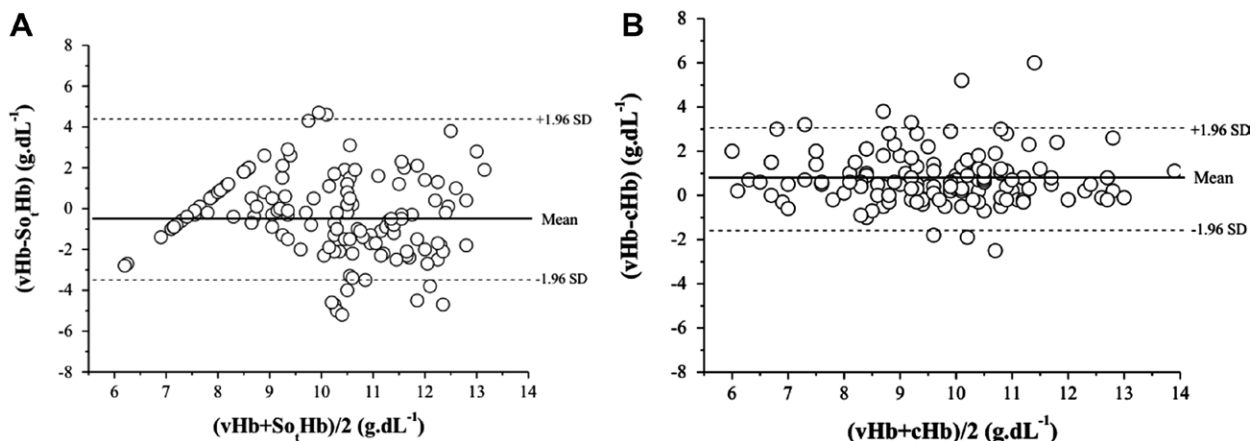 A
(vHb-SotHb) (g.dL-1)
8
6
4
2
0
-2
-4
-6
-8
+1.96 SD
Mean
-1.96 SD
6 7 8 9 10 11 12 13 14
(vHb+SotHb)/2 (g.dL-1)
B
(vHb-cHb) (g.dL-1)
8
6
4
2
0
-2
-4
-6
-8
+1.96 SD
Mean
-1.96 SD
6 7 8 9 10 11 12 13 14
(vHb+cHb)/2 (g.dL-1)